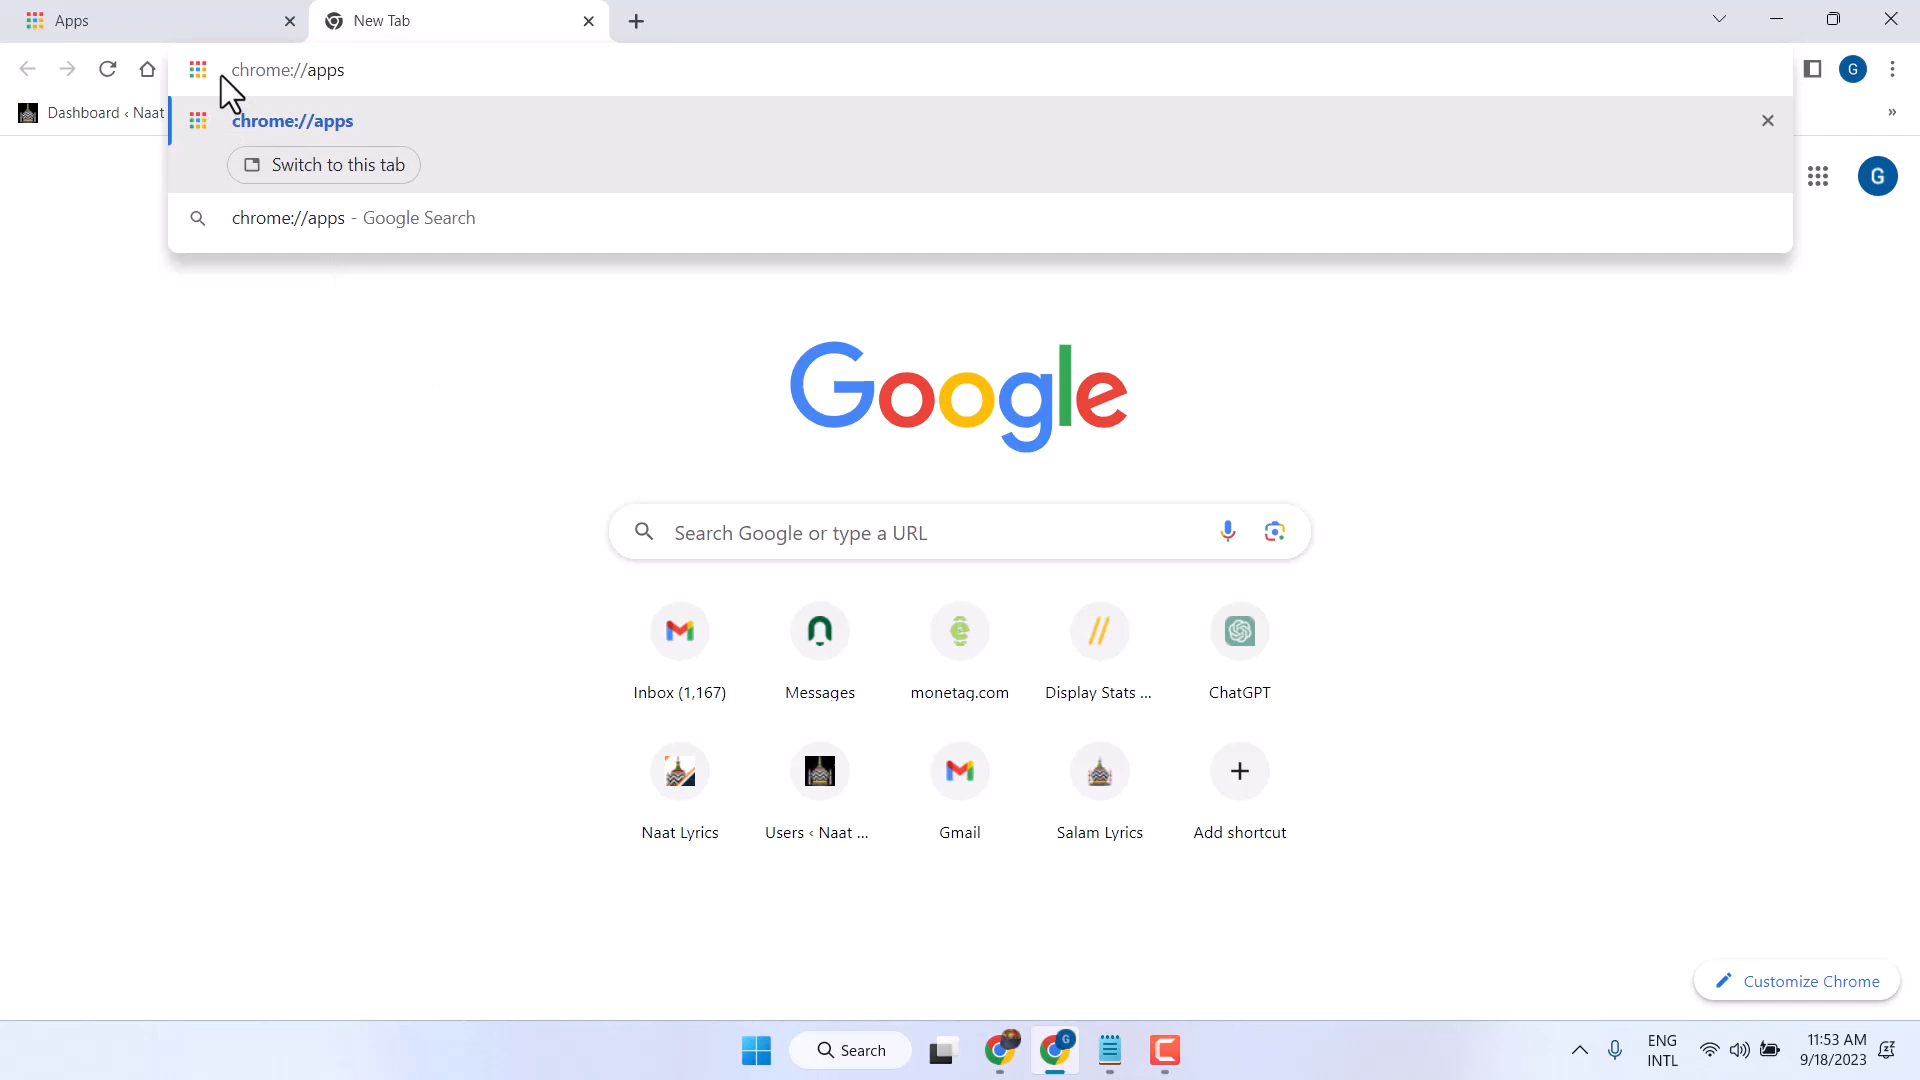 Apps
New Tab
chrome://apps
G
Dashboard ‹ Naat
»
chrome://apps
Switch to this tab
chrome://apps - Google Search
G
Google
Search Google or type a URL
Inbox (1,167)
Messages
monetag.com
Display Stats ...
ChatGPT
Naat Lyrics
Users ‹ Naat ...
Gmail
Salam Lyrics
Add shortcut
Customize Chrome
Search
G
ENG
INTL
11:53 AM
9/18/2023